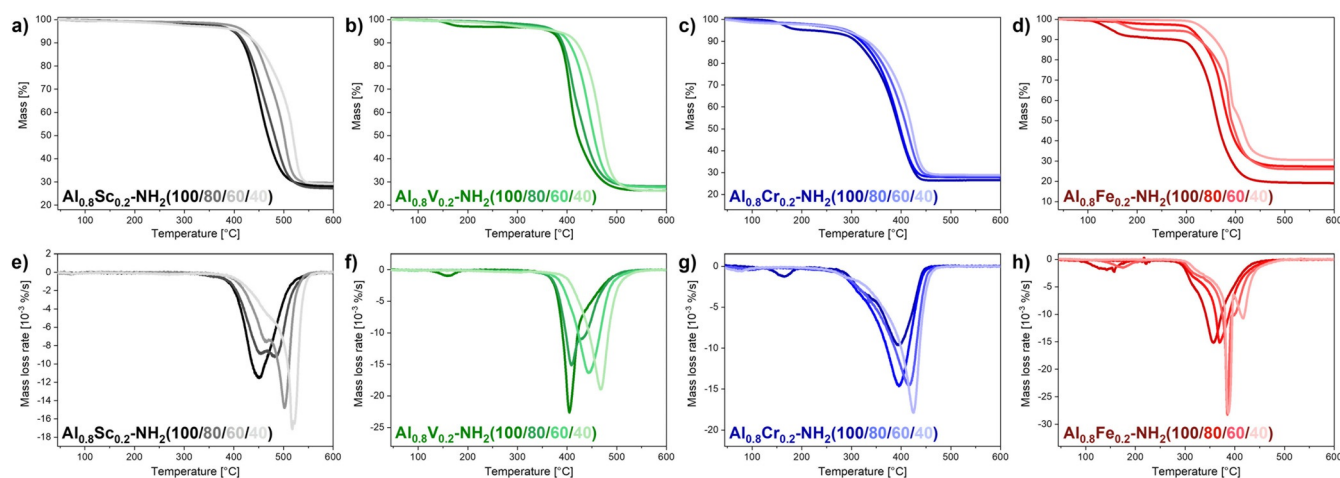 a)
Mass [%]
100
90
80
70
60
50
40
30
20
Al0.8Sc0.2-NH2(100/80/60/40)
100 200 300 400 500 600
Temperature [°C]
b)
Mass [%]
100
90
80
70
60
50
40
30
20
Al0.8V0.2-NH2(100/80/60/40)
100 200 300 400 500 600
Temperature [°C]
c)
Mass [%]
100
90
80
70
60
50
40
30
20
Al0.8Cr0.2-NH2(100/80/60/40)
100 200 300 400 500 600
Temperature [°C]
d)
Mass [%]
100
90
80
70
60
50
40
30
20
10
Al0.8Fe0.2-NH2(100/80/60/40)
100 200 300 400 500 600
Temperature [°C]
e)
Mass loss rate [10-3 %/s]
2
0
-2
-4
-6
-8
-10
-12
-14
-16
-18
Al0.8Sc0.2-NH2(100/80/60/40)
100 200 300 400 500 600
Temperature [°C]
f)
Mass loss rate [10-3 %/s]
0
-5
-10
-15
-20
-25
Al0.8V0.2-NH2(100/80/60/40)
100 200 300 400 500 600
Temperature [°C]
g)
Mass loss rate [10-3 %/s]
0
-5
-10
-15
-20
Al0.8Cr0.2-NH2(100/80/60/40)
100 200 300 400 500 600
Temperature [°C]
h)
Mass loss rate [10-3 %/s]
0
-5
-10
-15
-20
-25
-30
Al0.8Fe0.2-NH2(100/80/60/40)
100 200 300 400 500 600
Temperature [°C]